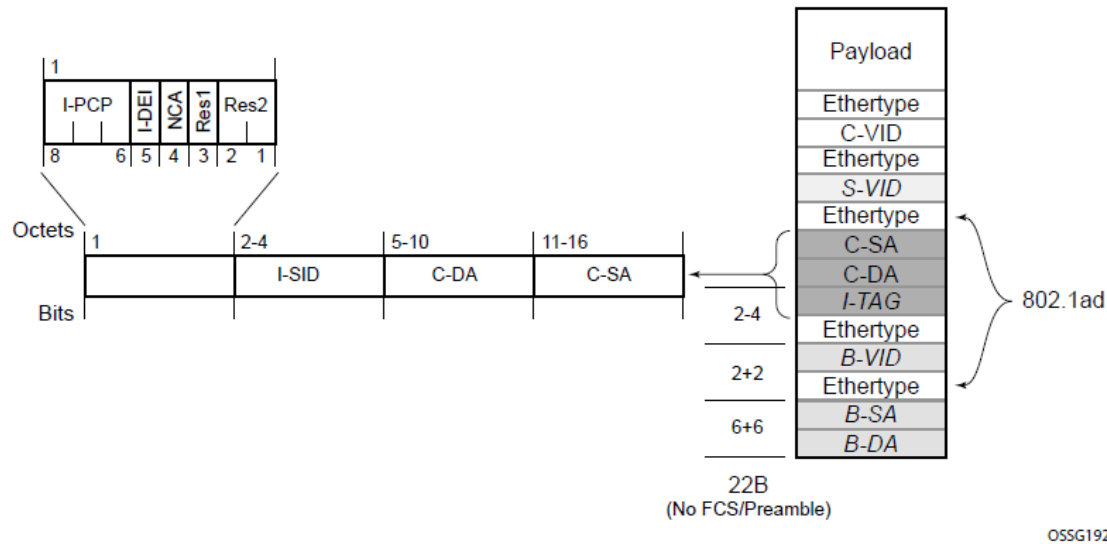 1
I-PCP
I-DEI
NCA
Res1
Res2
8 6 5 4 3 2 1
Octets
1 2-4 5-10 11-16
I-SID C-DA C-SA
Bits
Payload
Ethertype
C-VID
Ethertype
S-VID
Ethertype
C-SA
C-DA
I-TAG
Ethertype
B-VID
Ethertype
B-SA
B-DA
2-4
2+2
6+6
22B
(No FCS/Preamble)
802.1ad
OSSG192